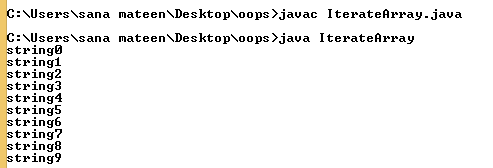 C:\Users\sana mateen\Desktop\oops>javac IterateArray.java
C:\Users\sana mateen\Desktop\oops>java IterateArray
string0
string1
string2
string3
string4
string5
string6
string7
string8
string9